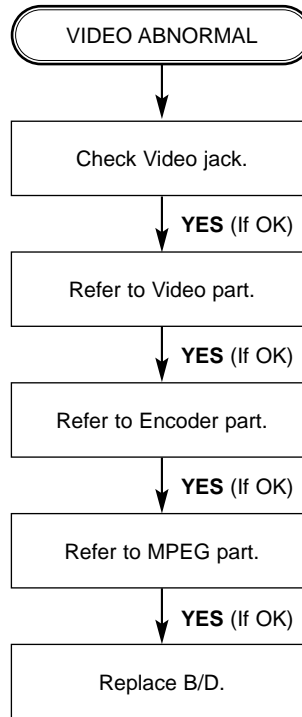 VIDEO ABNORMAL
Check Video jack.
YES (If OK)
Refer to Video part.
YES (If OK)
Refer to Encoder part.
YES (If OK)
Refer to MPEG part.
YES (If OK)
Replace B/D.